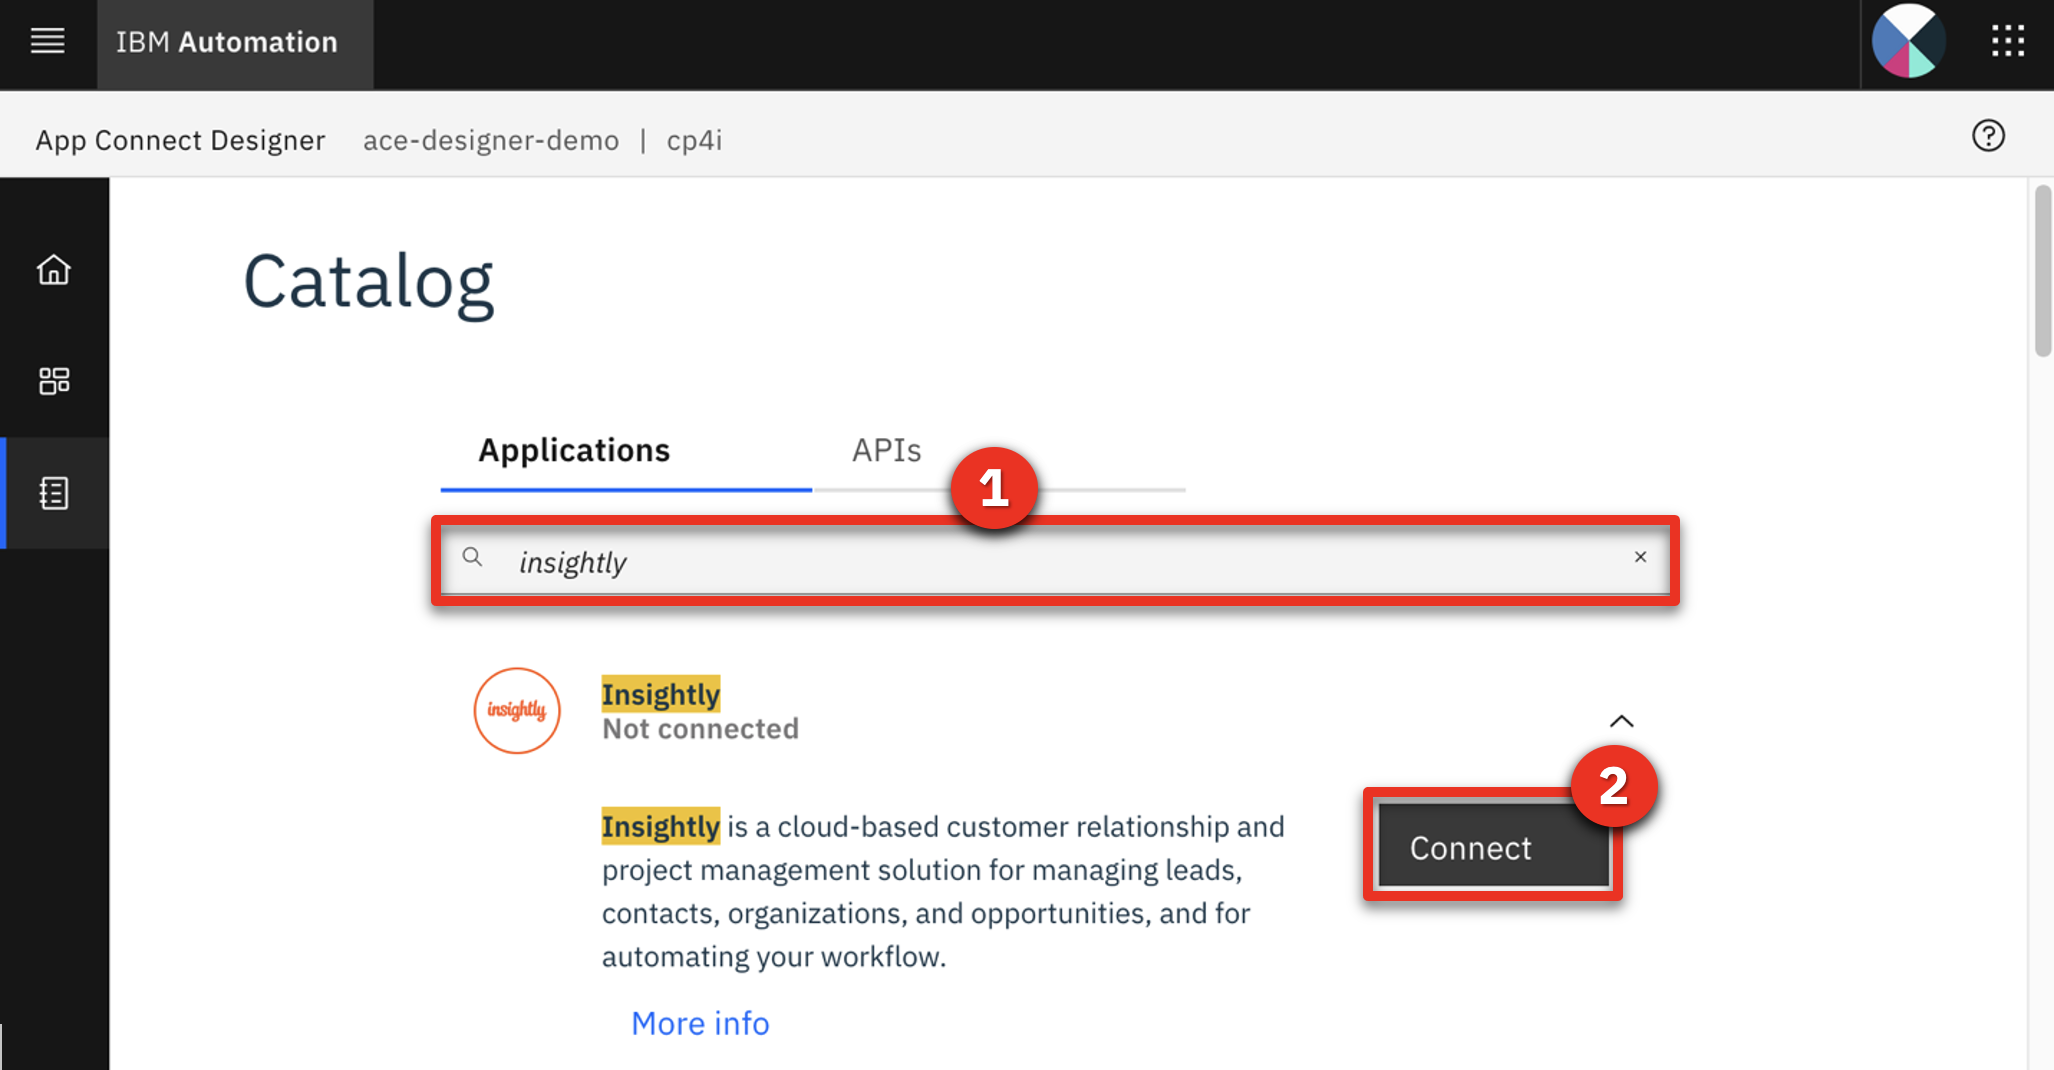 IBM Automation
App Connect Designer ace-designer-demo | cp4i
Catalog
Applications APIs
1
insightly
insightly
Insightly
Not connected
2
Connect
Insightly is a cloud-based customer relationship and
project management solution for managing leads,
contacts, organizations, and opportunities, and for
automating your workflow.
More info